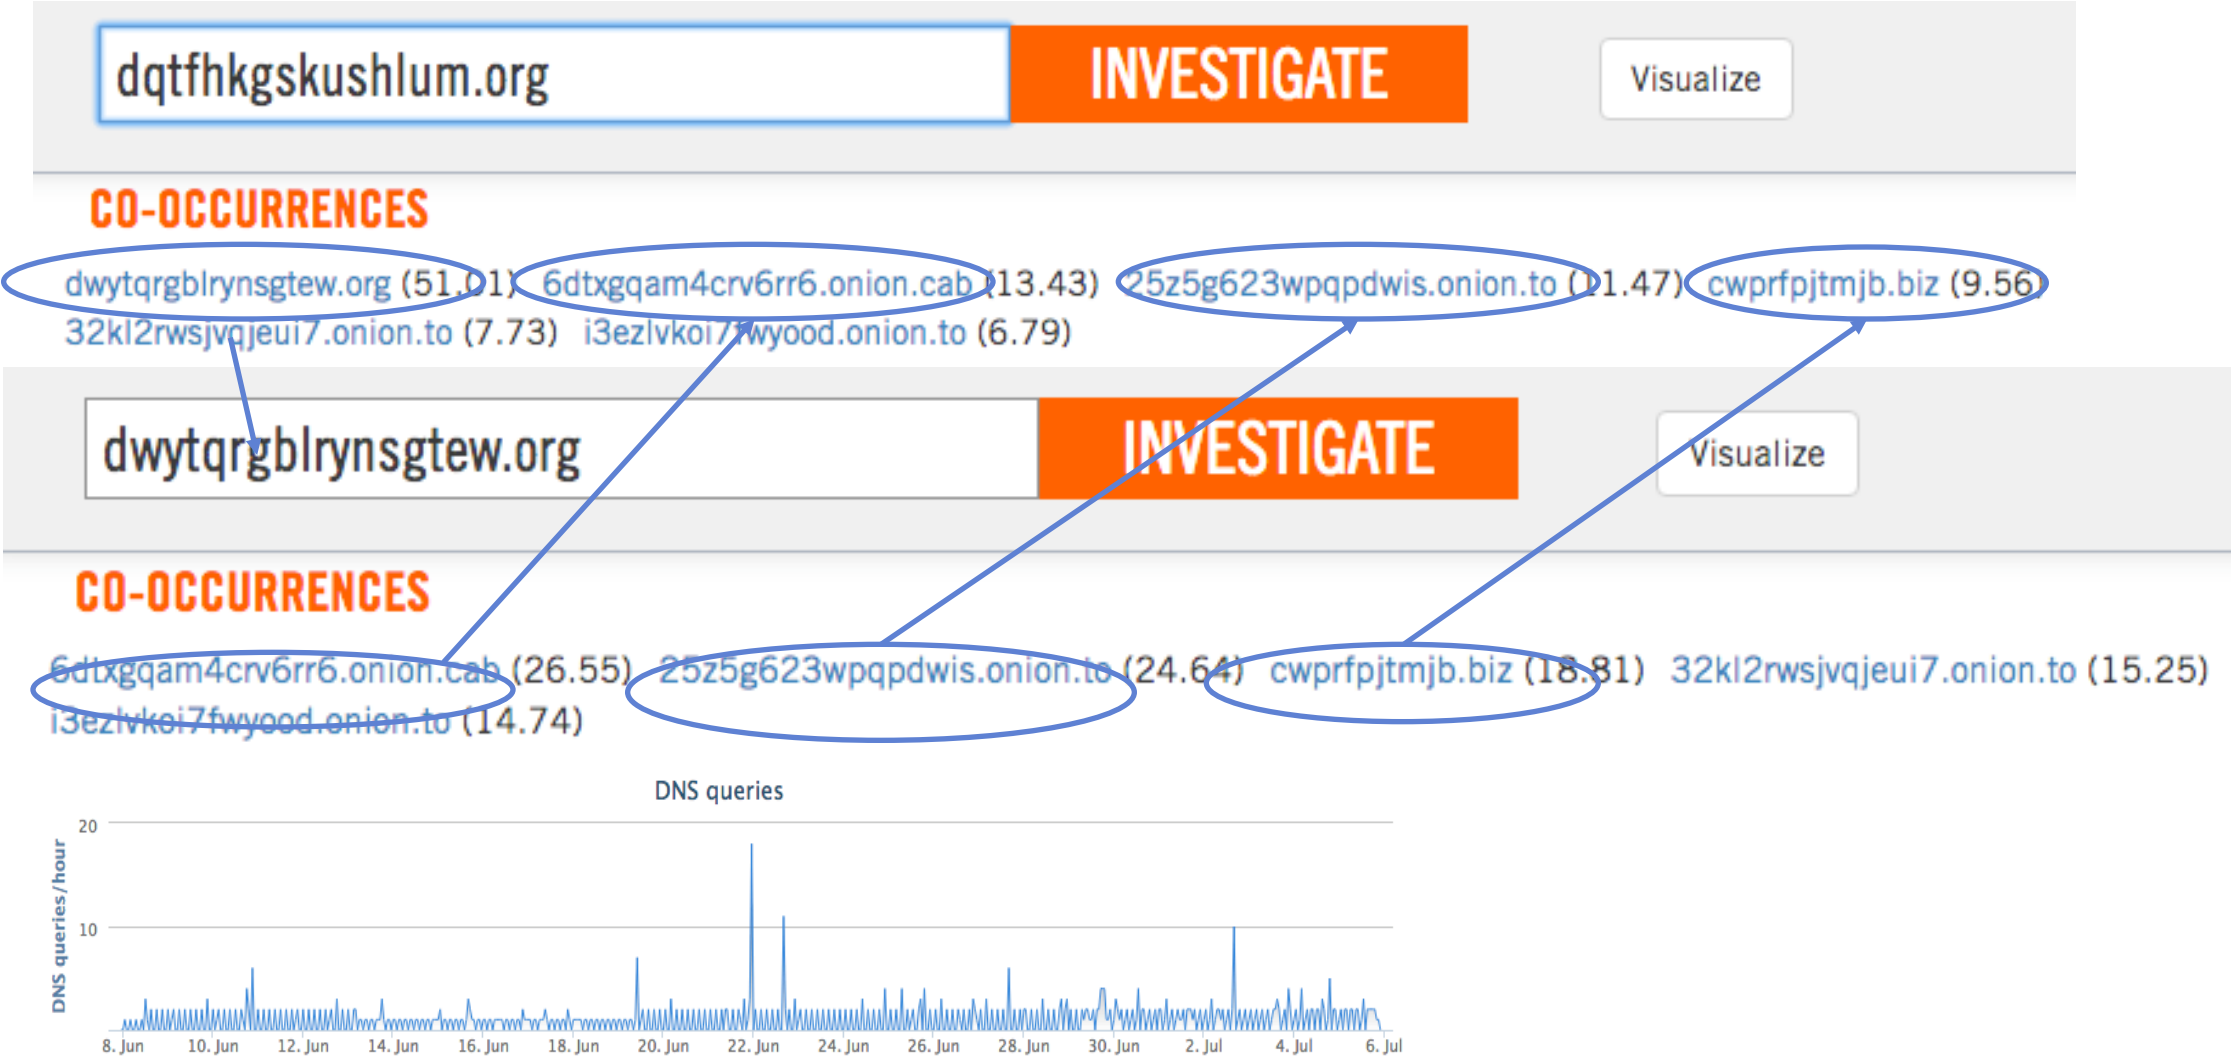 dqtfhkgskushlum.org INVESTIGATE Visualize
CO-OCCURRENCES
dwytqrgblrynsgtew.org (51.01) 6dtxgqam4crv6rr6.onion.cab (13.43) 25z5g623wpqpdwis.onion.to (11.47) cwprfpjtmjb.biz (9.56)
32kl2rwsjvqjeui7.onion.to (7.73) i3ezlvkoi7fwyood.onion.to (6.79)
dwytqrgblrynsgtew.org INVESTIGATE Visualize
CO-OCCURRENCES
6dtxgqam4crv6rr6.onion.cab (26.55) 25z5g623wpqpdwis.onion.to (24.64) cwprfpjtmjb.biz (18.81) 32kl2rwsjvqjeui7.onion.to (15.25)
i3ezlvkoi7fwyood.onion.to (14.74)
DNS queries
DNS queries/hour
20
10
8. Jun 10. Jun 12. Jun 14. Jun 16. Jun 18. Jun 20. Jun 22. Jun 24. Jun 26. Jun 28. Jun 30. Jun 2. Jul 4. Jul 6. Jul